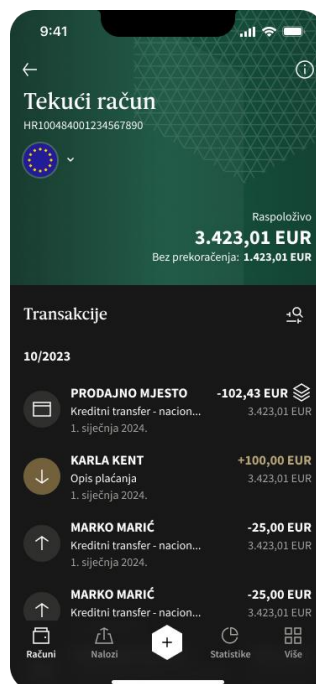 9:41
Tekući račun
HR100484001234567890
Raspoloživo
3.423,01 EUR
Bez prekoračenja: 1.423,01 EUR
Transakcije
10/2023
PRODAJNO MJESTO -102,43 EUR
Kreditni transfer - nacion... 3.423,01 EUR
1. siječnja 2024.
KARLA KENT +100,00 EUR
Opis plaćanja 3.423,01 EUR
1. siječnja 2024.
MARKO MARIĆ -25,00 EUR
Kreditni transfer - nacion... 3.423,01 EUR
1. siječnja 2024.
MARKO MARIĆ -25,00 EUR
Kreditni transfer - nacion... 3.423,01 EUR
Računi Nalozi Statistike Više